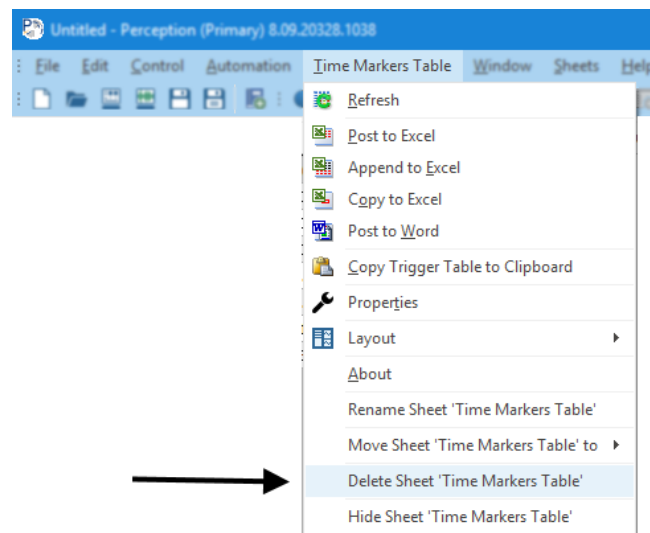 Untitled - Perception (Primary) 8.09.20328.1038
File Edit Control Automation Time Markers Table Window Sheets Help
Refresh
Post to Excel
Append to Excel
Copy to Excel
Post to Word
Copy Trigger Table to Clipboard
Properties
Layout
About
Rename Sheet 'Time Markers Table'
Move Sheet 'Time Markers Table' to
Delete Sheet 'Time Markers Table'
Hide Sheet 'Time Markers Table'